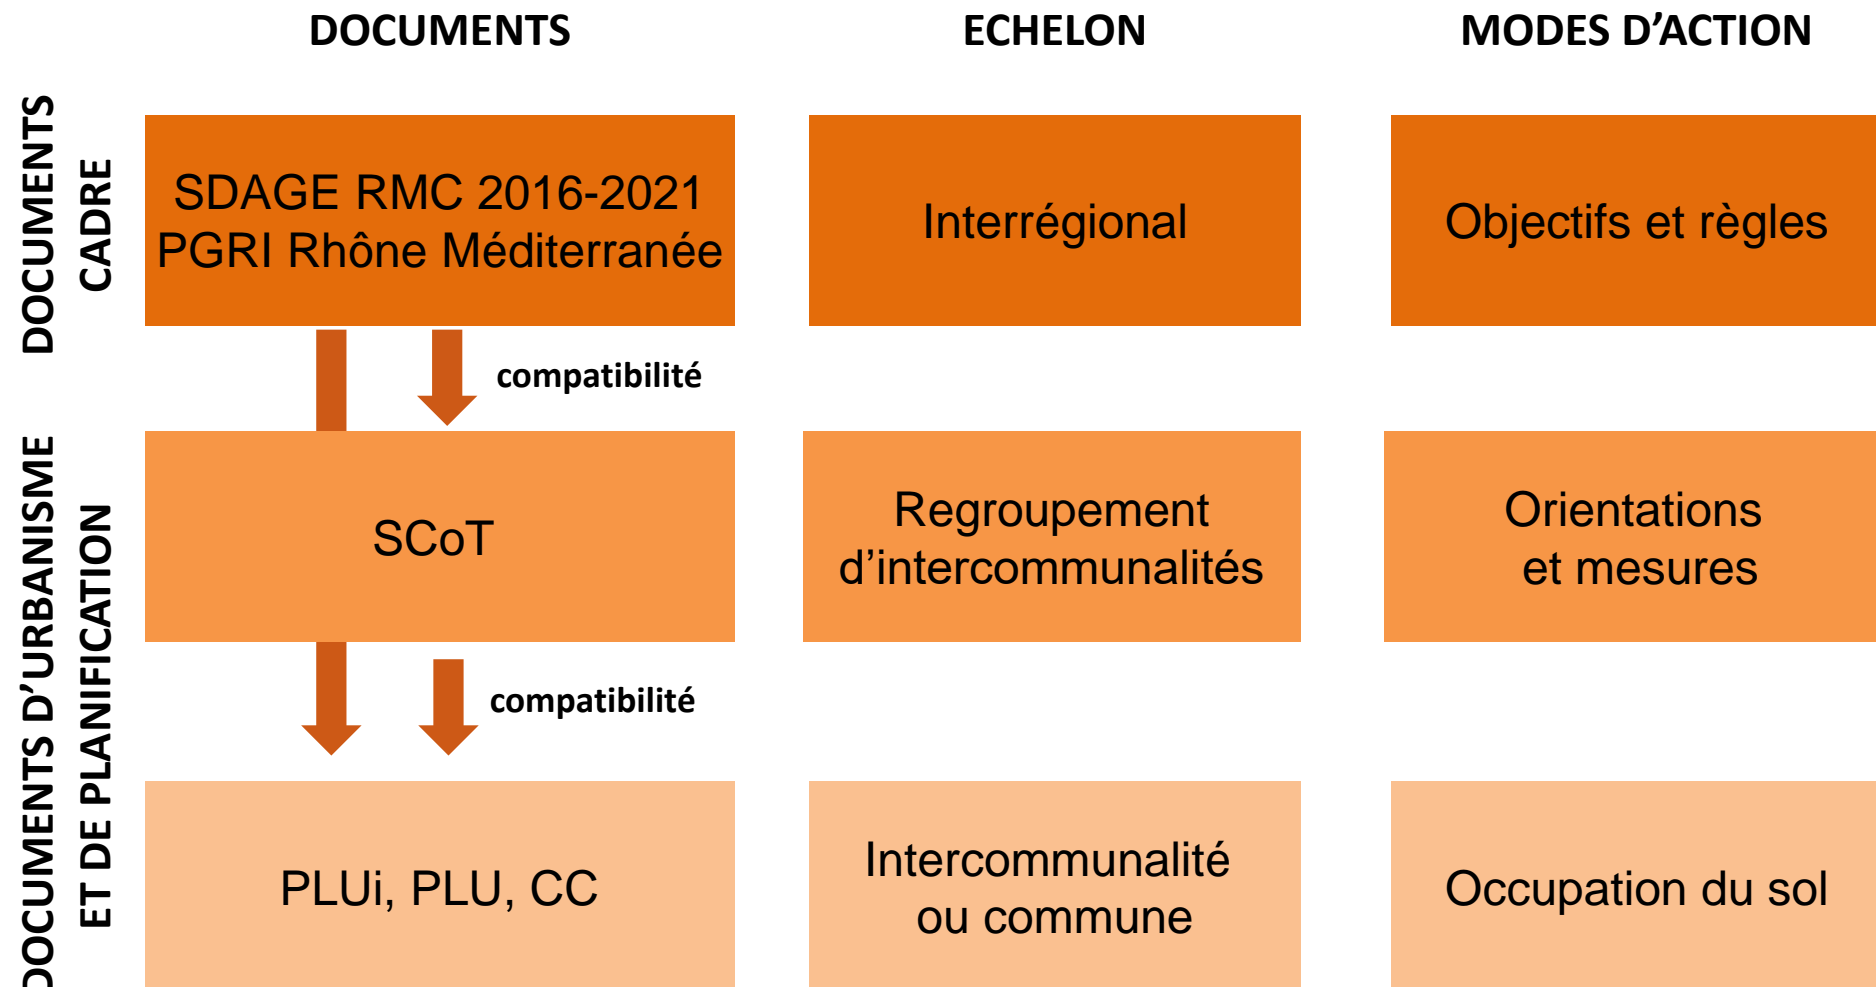 DOCUMENTS
ECHELON
MODES D’ACTION
DOCUMENTS
CADRE
SDAGE RMC 2016-2021
PGRI Rhône Méditerranée
Interrégional
Objectifs et règles
compatibilité
DOCUMENTS D’URBANISME
ET DE PLANIFICATION
SCoT
Regroupement
d’intercommunalités
Orientations
et mesures
compatibilité
PLUi, PLU, CC
Intercommunalité
ou commune
Occupation du sol